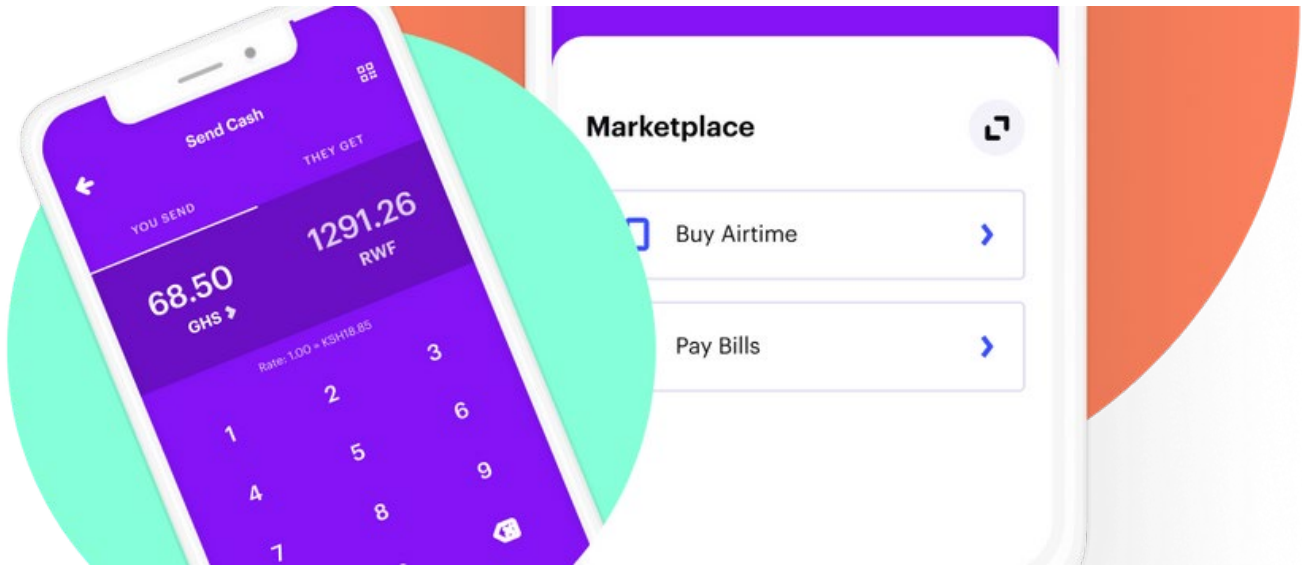 Send Cash
YOU SEND
THEY GET
68.50
GHS
1291.26
RWF
Rate: 1.00 = KSH18.85
1
2
3
4
5
6
7
8
9
Marketplace
Buy Airtime
Pay Bills